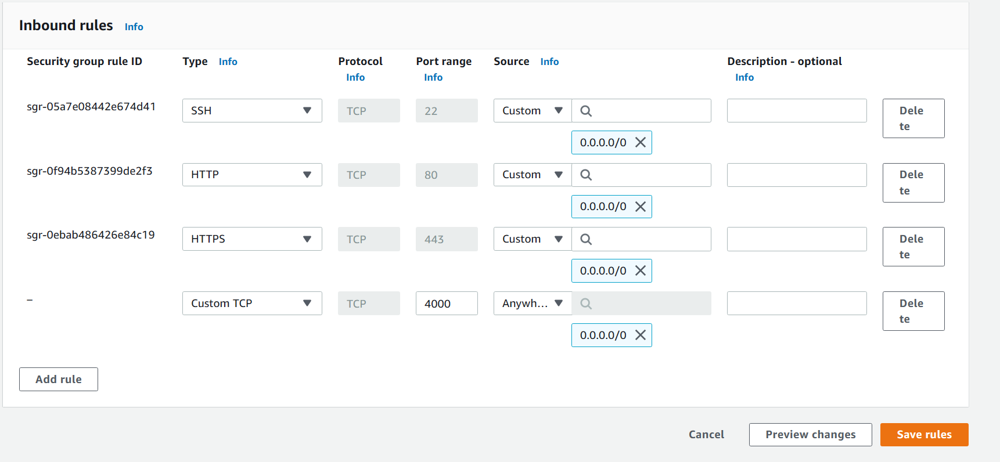 Inbound rules Info
Security group rule ID Type Info Protocol Info Port range Info Source Info Description - optional Info
sgr-05a7e08442e674d41 SSH TCP 22 Custom Delete
0.0.0.0/0
sgr-0f94b5387399de2f3 HTTP TCP 80 Custom Delete
0.0.0.0/0
sgr-0ebab486426e84c19 HTTPS TCP 443 Custom Delete
0.0.0.0/0
– Custom TCP TCP 4000 Anywh... Delete
0.0.0.0/0
Add rule
Cancel Preview changes Save rules